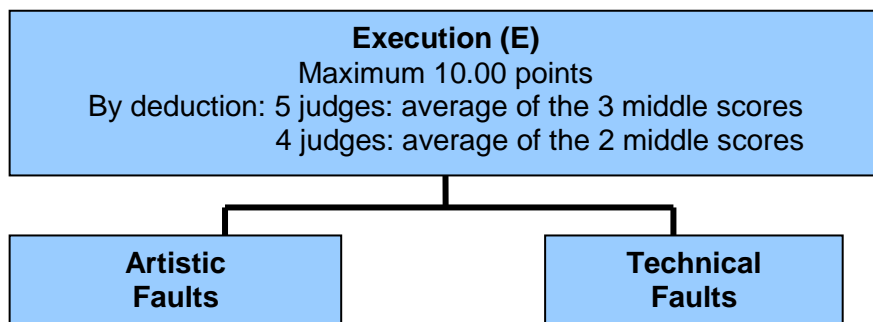 Execution (E)
Maximum 10.00 points
By deduction: 5 judges: average of the 3 middle scores
4 judges: average of the 2 middle scores
Artistic
Faults
Technical
Faults